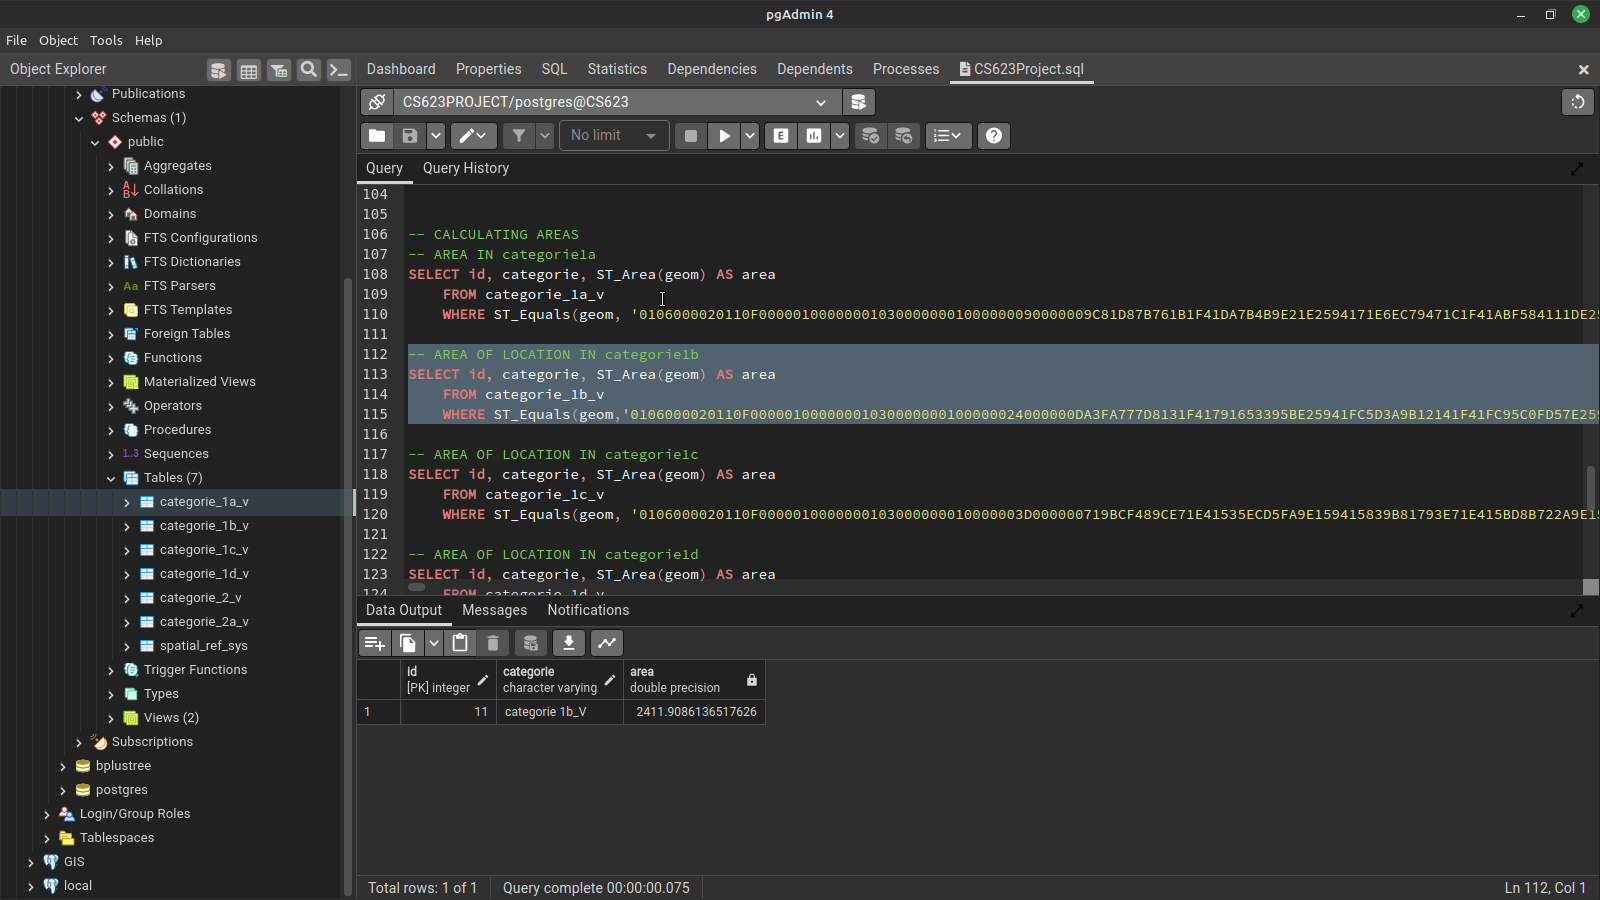 pgAdmin 4
File Object Tools Help
Object Explorer
Dashboard Properties SQL Statistics Dependencies Dependents Processes CS623Project.sql
Publications
Schemas (1)
public
Aggregates
Collations
Domains
FTS Configurations
FTS Dictionaries
Aa FTS Parsers
FTS Templates
Foreign Tables
Functions
Materialized Views
Operators
Procedures
1..3 Sequences
Tables (7)
categorie_1a_v
categorie_1b_v
categorie_1c_v
categorie_1d_v
categorie_2_v
categorie_2a_v
spatial_ref_sys
Trigger Functions
Types
Views (2)
Subscriptions
bplustree
postgres
Login/Group Roles
Tablespaces
GIS
local
CS623PROJECT/postgres@CS623
No limit
E
Query Query History
104
105
106 -- CALCULATING AREAS
107 -- AREA IN categorie1a
108 SELECT id, categorie, ST_Area(geom) AS area
109 FROM categorie_1a_v
110 WHERE ST_Equals(geom, '0106000020110F000001000000010300000001000000090000009C81D87B761B1F41DA7B4B9E21E2594171E6EC79471C1F41ABF584111DE25
111
112 -- AREA OF LOCATION IN categorie1b
113 SELECT id, categorie, ST_Area(geom) AS area
114 FROM categorie_1b_v
115 WHERE ST_Equals(geom,'0106000020110F00000100000001030000000100000024000000DA3FA777D8131F41791653395BE25941FC5D3A9B12141F41FC95C0FD57E259
116
117 -- AREA OF LOCATION IN categorie1c
118 SELECT id, categorie, ST_Area(geom) AS area
119 FROM categorie_1c_v
120 WHERE ST_Equals(geom, '0106000020110F0000010000000103000000010000003D000000719BCF489CE71E41535ECD5FA9E159415839B81793E71E415BD8B722A9E15
121
122 -- AREA OF LOCATION IN categorie1d
123 SELECT id, categorie, ST_Area(geom) AS area
124 FROM categorie_1d_v
Data Output Messages Notifications
id
[PK] integer
categorie
character varying
area
double precision
1 11 categorie 1b_V 2411.9086136517626
Total rows: 1 of 1 Query complete 00:00:00.075 Ln 112, Col 1